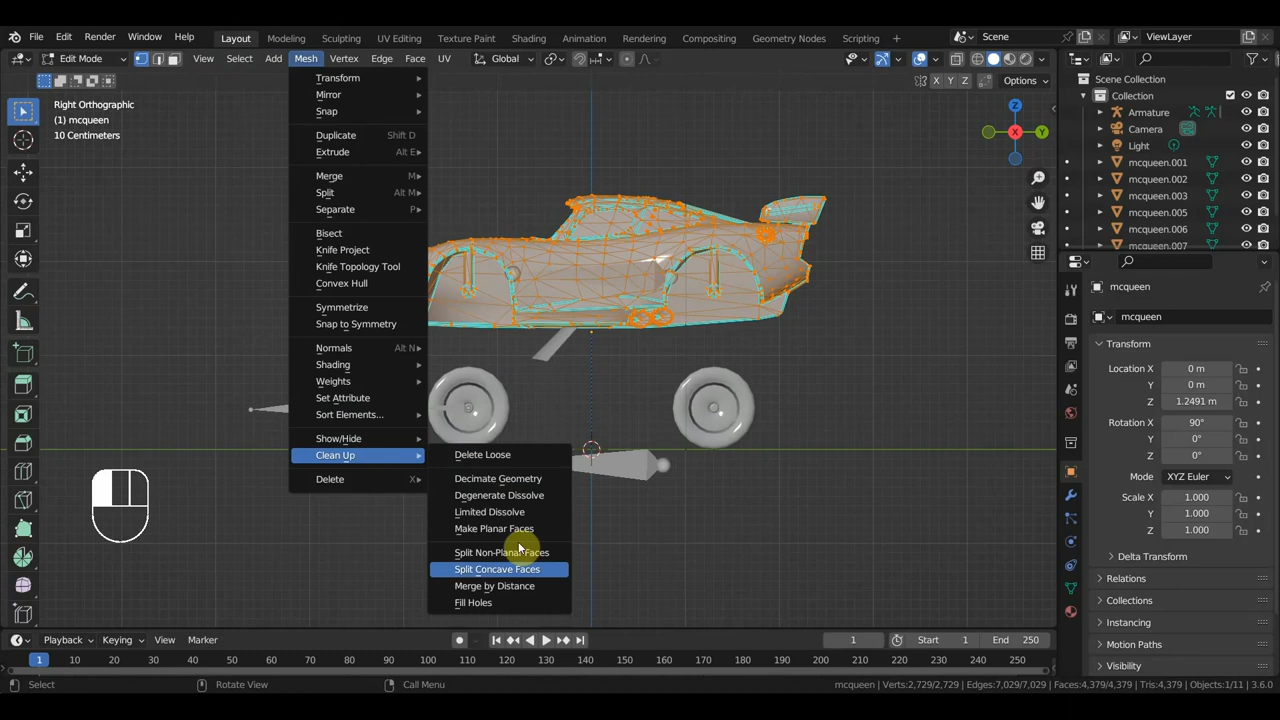 File Edit Render Window Help
Layout Modeling Sculpting UV Editing Texture Paint Shading Animation Rendering Compositing Geometry Nodes Scripting +
Scene
ViewLayer
Edit Mode
View Select Add Mesh Vertex Edge Face UV
Global
X Y Z
Options
Right Orthographic
(1) mcqueen
10 Centimeters
Transform
Mirror
Snap
Duplicate Shift D
Extrude Alt E
Merge M
Split Alt M
Separate P
Bisect
Knife Project
Knife Topology Tool
Convex Hull
Symmetrize
Snap to Symmetry
Normals Alt N
Shading
Weights
Set Attribute
Sort Elements...
Show/Hide
Clean Up
Delete X
Delete Loose
Decimate Geometry
Degenerate Dissolve
Limited Dissolve
Make Planar Faces
Split Non-Planar Faces
Split Concave Faces
Merge by Distance
Fill Holes
Z
X
Y
Scene Collection
Collection
Armature
Camera
Light
mcqueen.001
mcqueen.002
mcqueen.003
mcqueen.005
mcqueen.006
mcqueen.007
mcqueen
mcqueen
Transform
Location X 0 m
Y 0 m
Z 1.2491 m
Rotation X 90°
Y 0°
Z 0°
Mode XYZ Euler
Scale X 1.000
Y 1.000
Z 1.000
Delta Transform
Relations
Collections
Instancing
Motion Paths
Visibility
Playback Keying View Marker
1
Start 1
End 250
1 10 20 30 40 50 60 70 80 90 100 110 120 130 140 150 160 170 180 190 200 210 220 230 240 250
Select
Rotate View
Call Menu
mcqueen | Verts:2,729/2,729 | Edges:7,029/7,029 | Faces:4,379/4,379 | Tris:4,379 | Objects:1/11 | 3.6.0